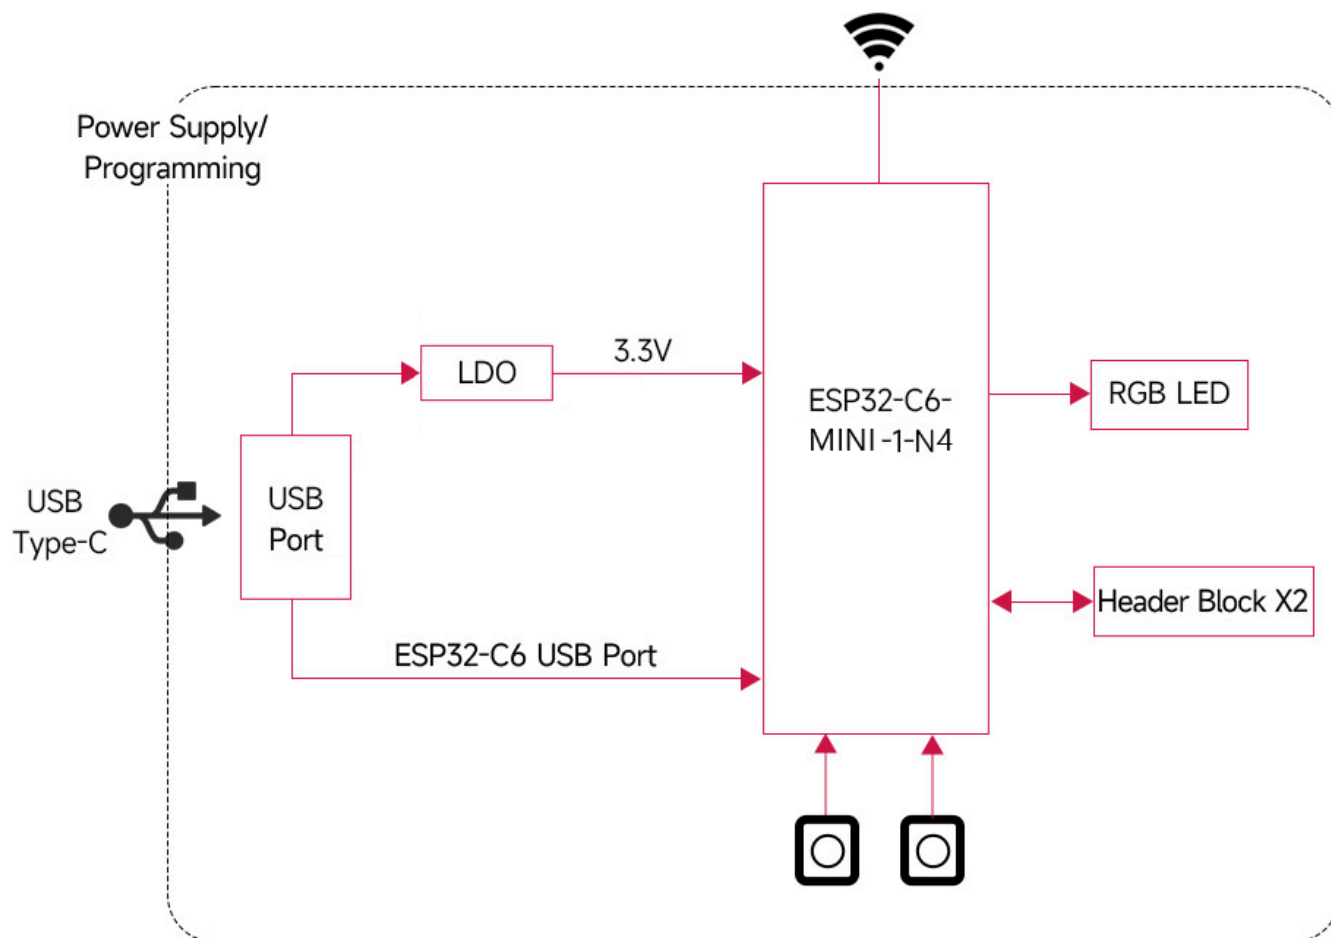 Power Supply/
Programming
LDO
3.3V
ESP32-C6-
MINI-1-N4
RGB LED
USB
Type-C
USB
Port
Header Block X2
ESP32-C6 USB Port